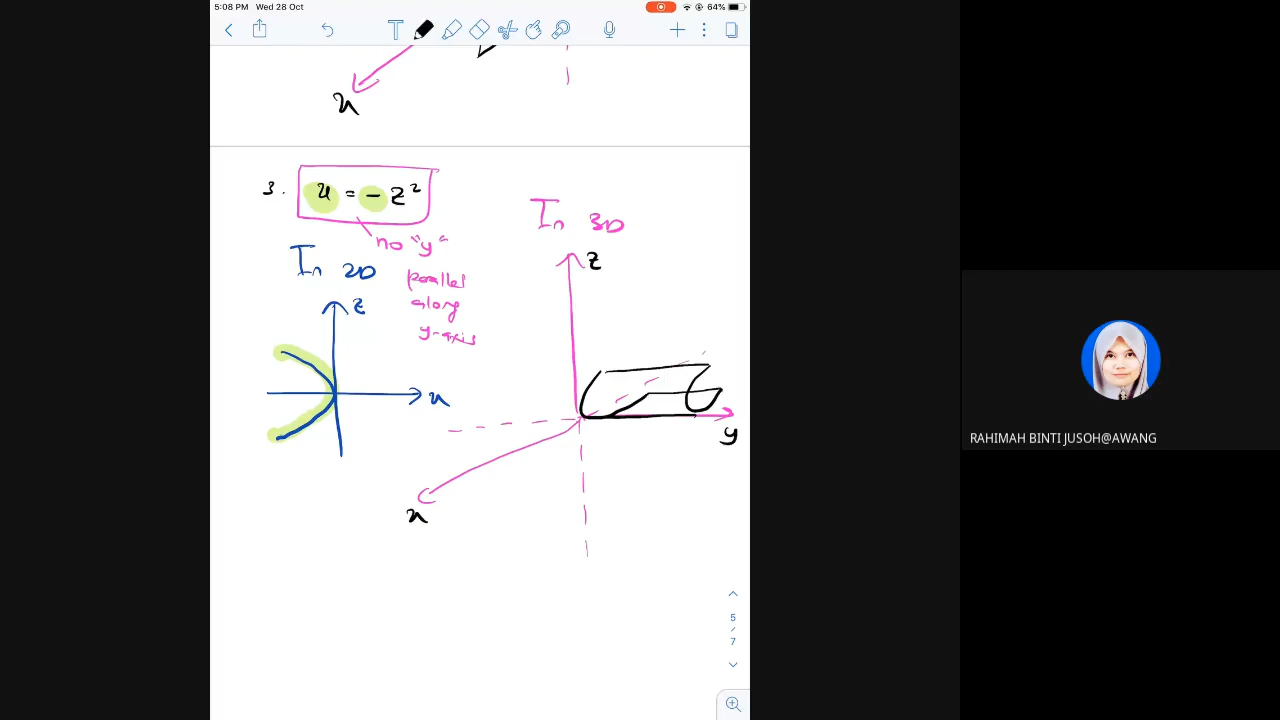 5:08 PM Wed 28 Oct
64%
T
x
3. x = - z²
no "y"
parallel
along
y-axis
In 2D
z
x
In 3D
z
y
x
5
/
7
RAHIMAH BINTI JUSOH@AWANG